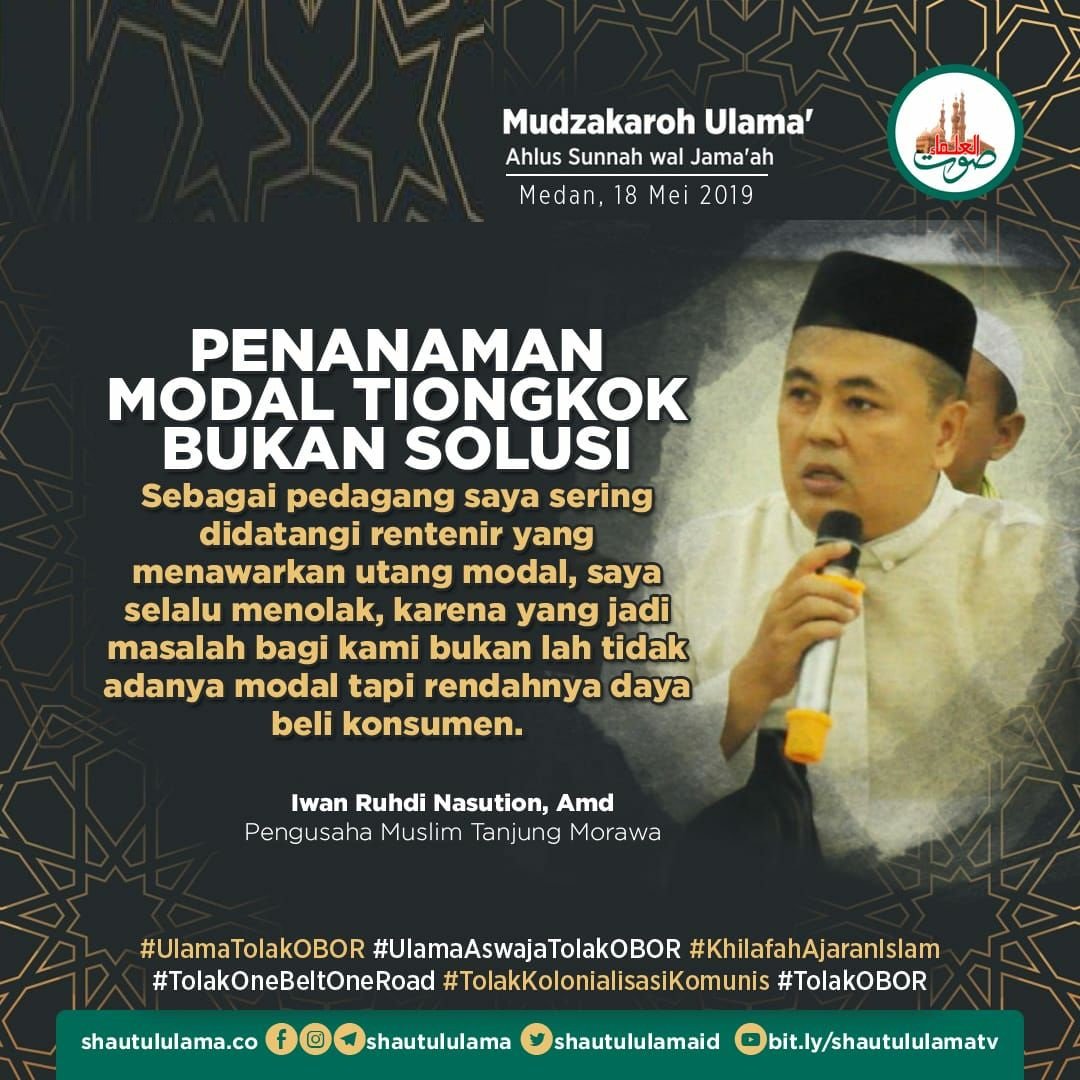 Mudzakaroh Ulama'
Ahlus Sunnah wal Jama'ah
Medan, 18 Mei 2019
صوت العلماء
PENANAMAN
MODAL TIONGKOK
BUKAN SOLUSI
Sebagai pedagang saya sering
didatangi rentenir yang
menawarkan utang modal, saya
selalu menolak, karena yang jadi
masalah bagi kami bukan lah tidak
adanya modal tapi rendahnya daya
beli konsumen.
Iwan Ruhdi Nasution, Amd
Pengusaha Muslim Tanjung Morawa
#UlamaTolakOBOR #UlamaAswajaTolakOBOR #KhilafahAjaranIslam
#TolakOneBeltOneRoad #TolakKolonialisasiKomunis #TolakOBOR
shautululama.co shautululama shautululamaid bit.ly/shautululamatv